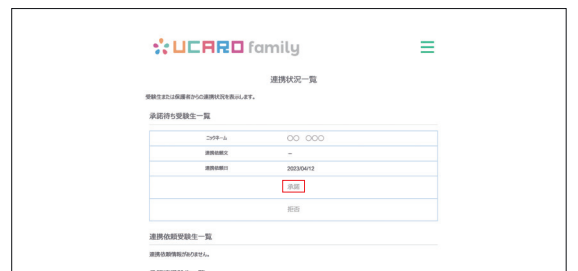 UCARO family
連携状況一覧
受験生または保護者からの連携状況を表示します。
承諾待ち受験生一覧
ニックネーム ○○ ○○○
連携依頼文 −
連携依頼日 2023/04/12
承諾
拒否
連携依頼受験生一覧
連携依頼情報がありません。